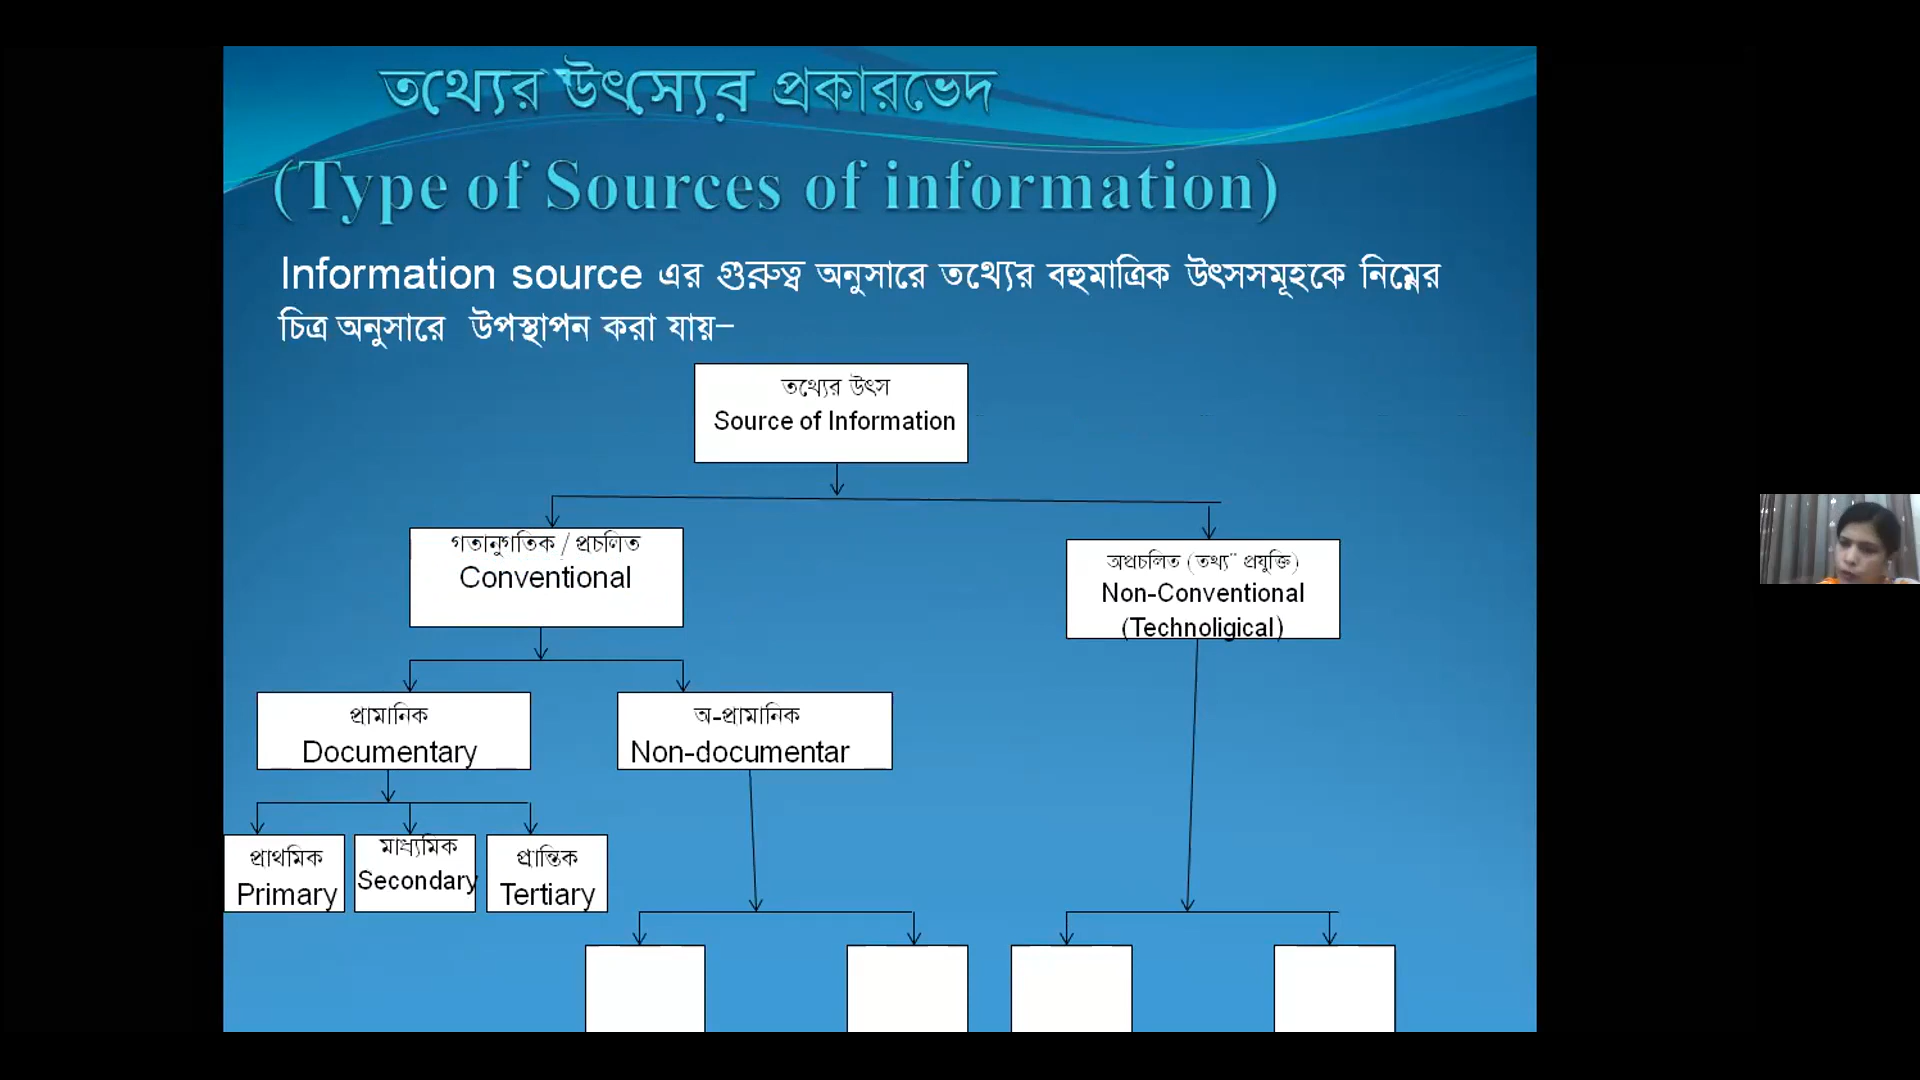 তথ্যের উৎস্যের প্রকারভেদ
(Type of Sources of information)
Information source এর গুরুত্ব অনুসারে তথ্যের বহুমাত্রিক উৎসসমূহকে নিম্নের
চিত্র অনুসারে উপস্থাপন করা যায়–
তথ্যের উৎস
Source of Information
গতানুগতিক / প্রচলিত
Conventional
অপ্রচলিত (তথ্য¨ প্রযুক্তি)
Non-Conventional
(Technoligical)
প্রামানিক
Documentary
অ-প্রামানিক
Non-documentar
প্রাথমিক
Primary
মাধ্যমিক
Secondary
প্রান্তিক
Tertiary